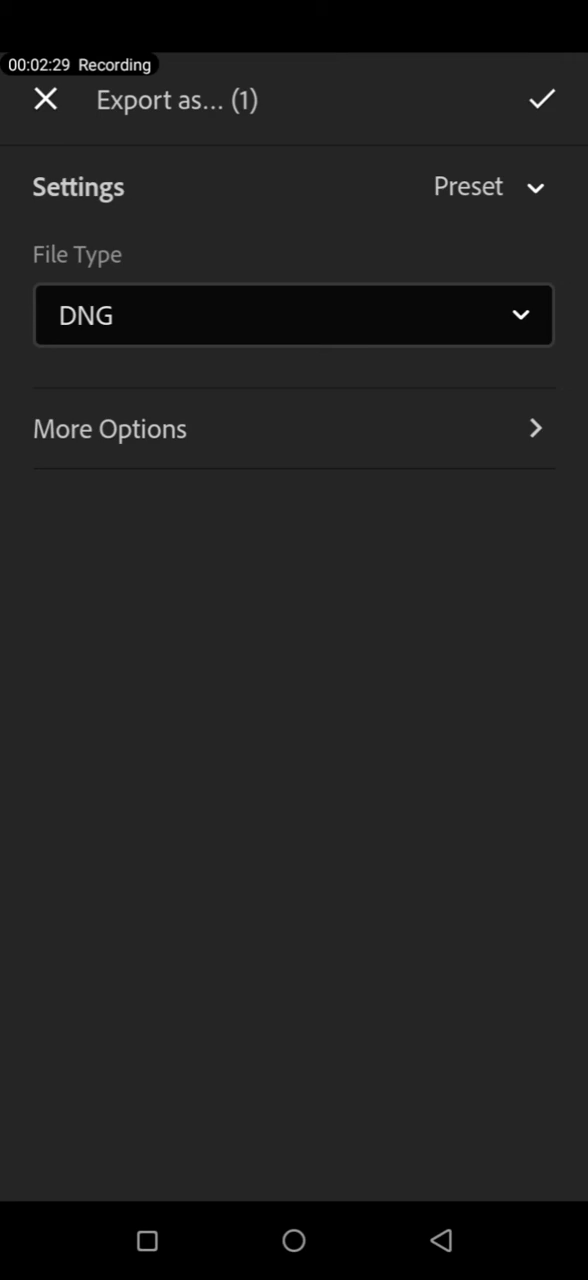 00:02:29 Recording
Export as... (1)
Settings
Preset
File Type
DNG
More Options